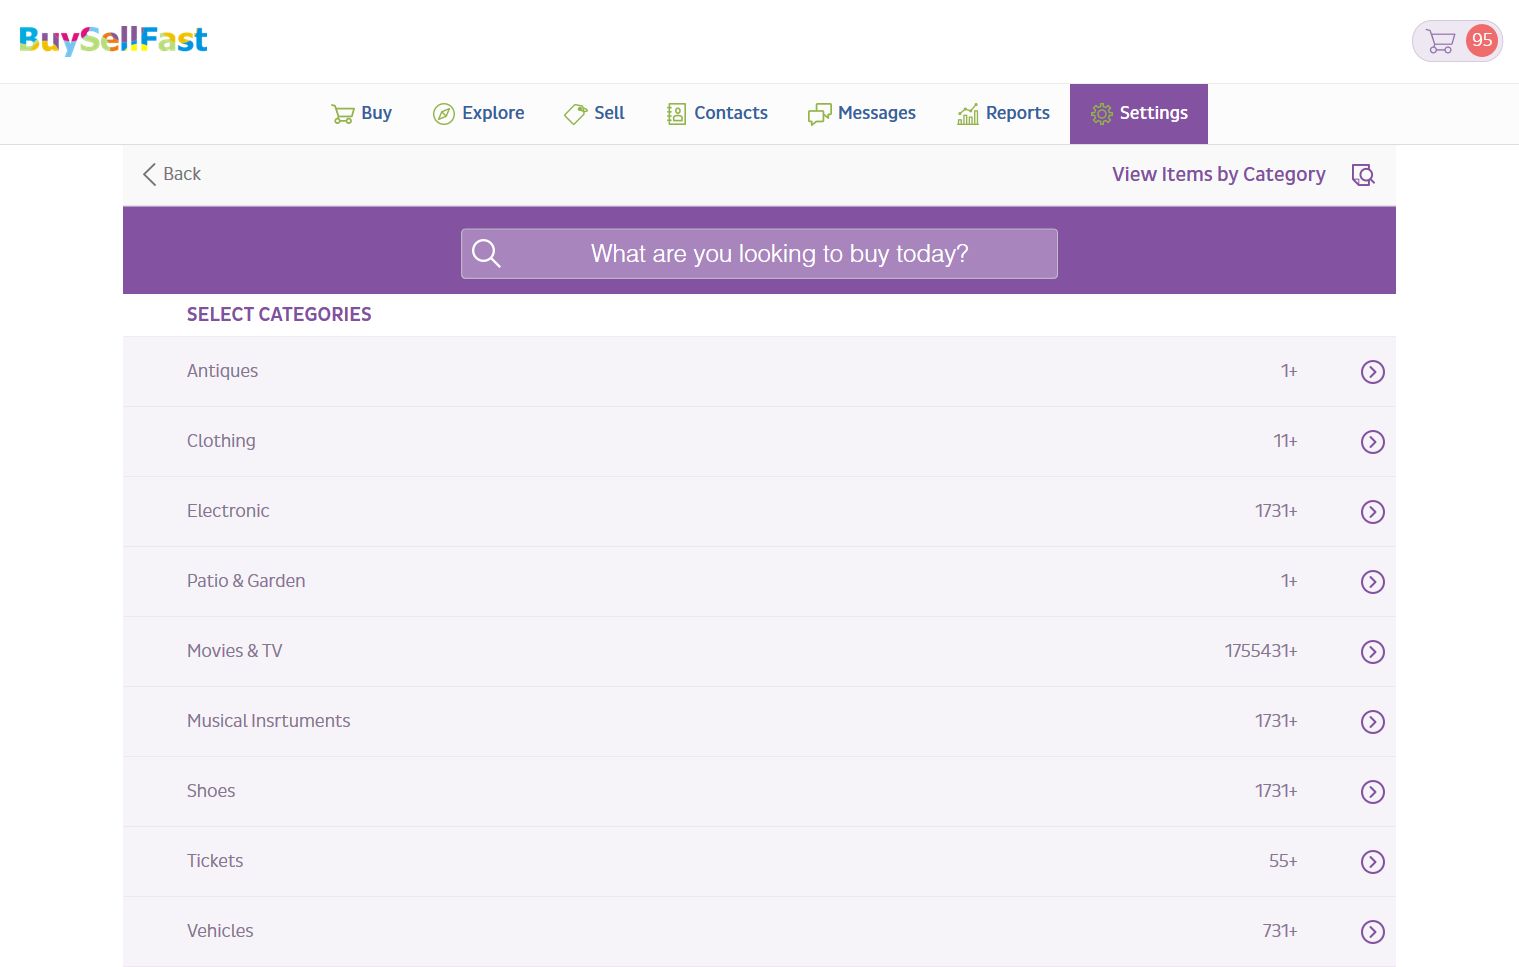 BuySellFast
95
Buy Explore Sell Contacts Messages Reports Settings
Back View Items by Category
What are you looking to buy today?
SELECT CATEGORIES
Antiques 1+
Clothing 11+
Electronic 1731+
Patio & Garden 1+
Movies & TV 1755431+
Musical Insrtuments 1731+
Shoes 1731+
Tickets 55+
Vehicles 731+